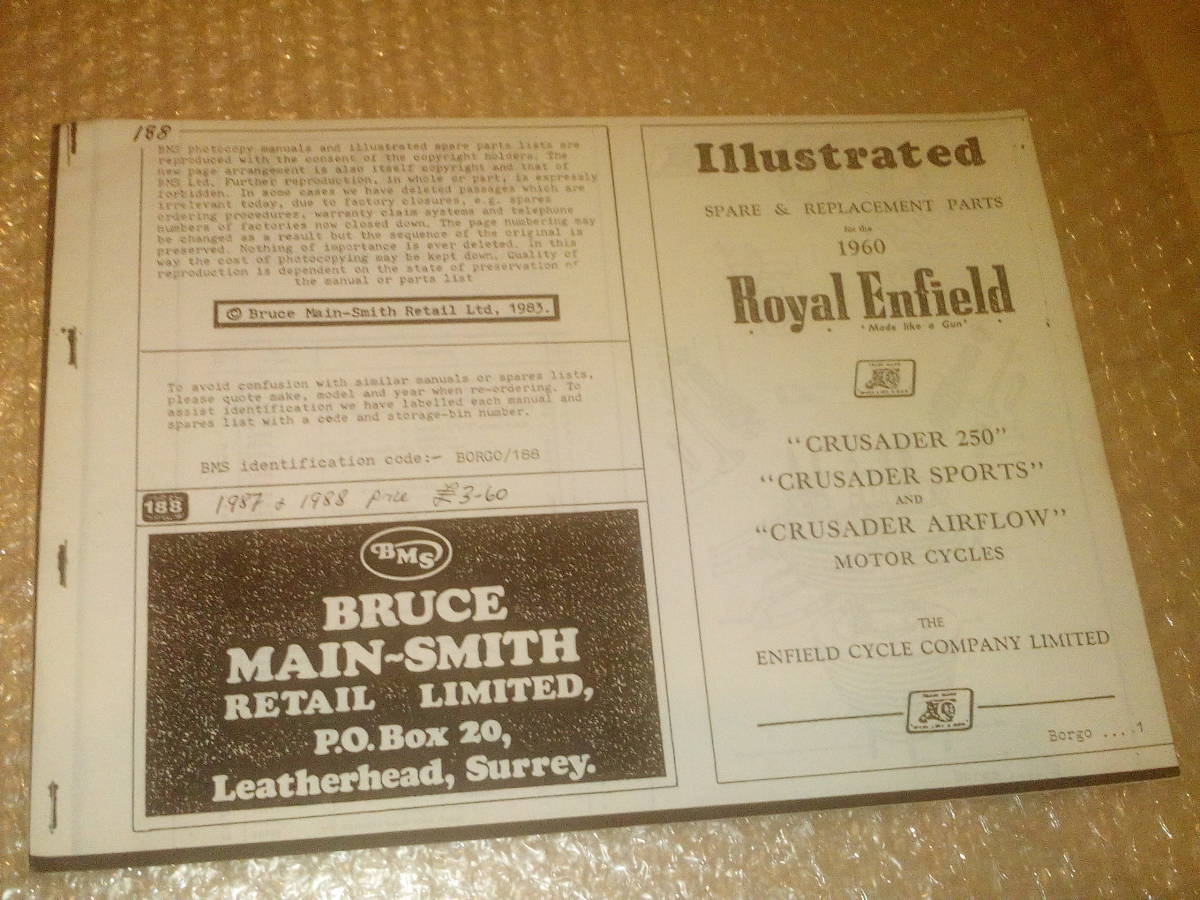 188
BMS photocopy manuals and illustrated spare parts lists are
reproduced with the consent of the copyright holders. The
new page arrangement is also itself copyright and that of
BMS Ltd. Further reproduction, in whole or part, is expressly
forbidden. In some cases we have deleted passages which are
irrelevant today, due to factory closures, e.g. spares
ordering procedures, warranty claim systems and telephone
numbers of factories now closed down. The page numbering may
be changed as a result but the sequence of the original is
preserved. Nothing of importance is ever deleted. In this
way the cost of photocopying may be kept down. Quality of
reproduction is dependent on the state of preservation of
the manual or parts list
© Bruce Main-Smith Retail Ltd, 1983.
To avoid confusion with similar manuals or spares lists,
please quote make, model and year when re-ordering. To
assist identification we have labelled each manual and
spares list with a code and storage-bin number.
BMS identification code:- BORGO/188
188 1987 & 1988 price £3-60
BMS
BRUCE
MAIN-SMITH
RETAIL LIMITED,
P.O. Box 20,
Leatherhead, Surrey.
Illustrated
SPARE & REPLACEMENT PARTS
for the
1960
Royal Enfield
"Made like a Gun"
"CRUSADER 250"
"CRUSADER SPORTS"
AND
"CRUSADER AIRFLOW"
MOTOR CYCLES
THE
ENFIELD CYCLE COMPANY LIMITED
Borgo ....1